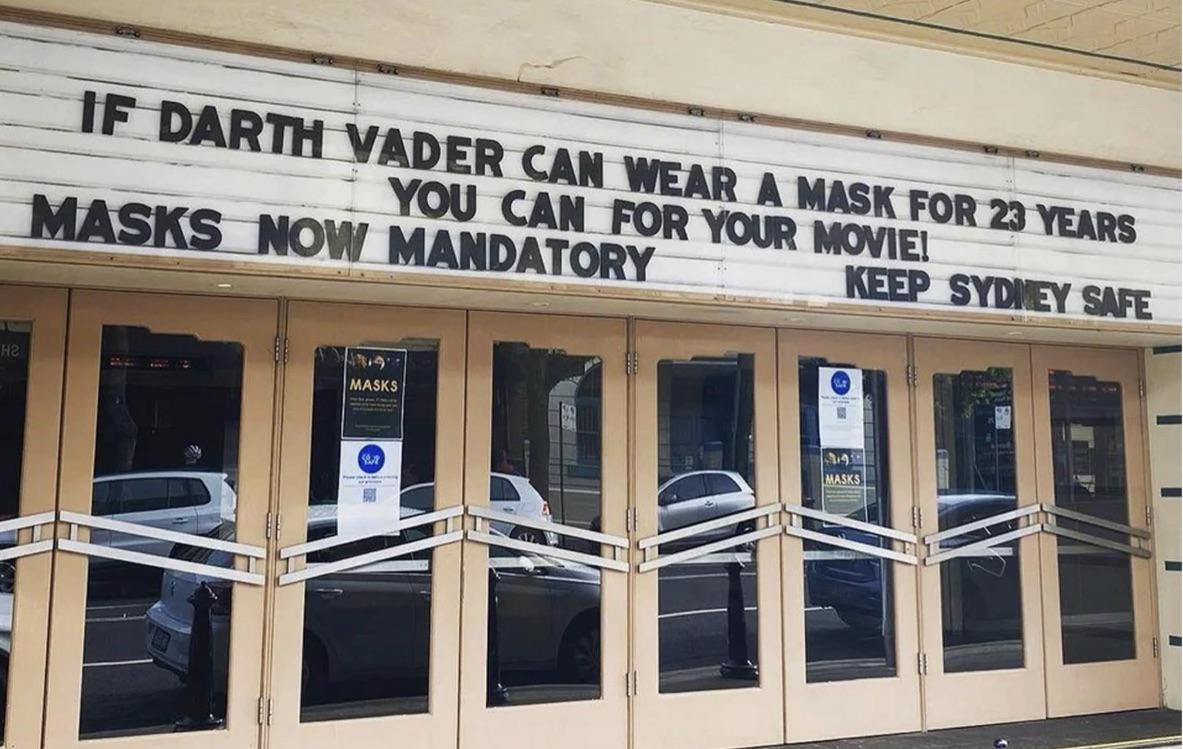 IF DARTH VADER CAN WEAR A MASK FOR 23 YEARS
YOU CAN FOR YOUR MOVIE!
MASKS NOW MANDATORY
KEEP SYDNEY SAFE
MASKS
MASKS